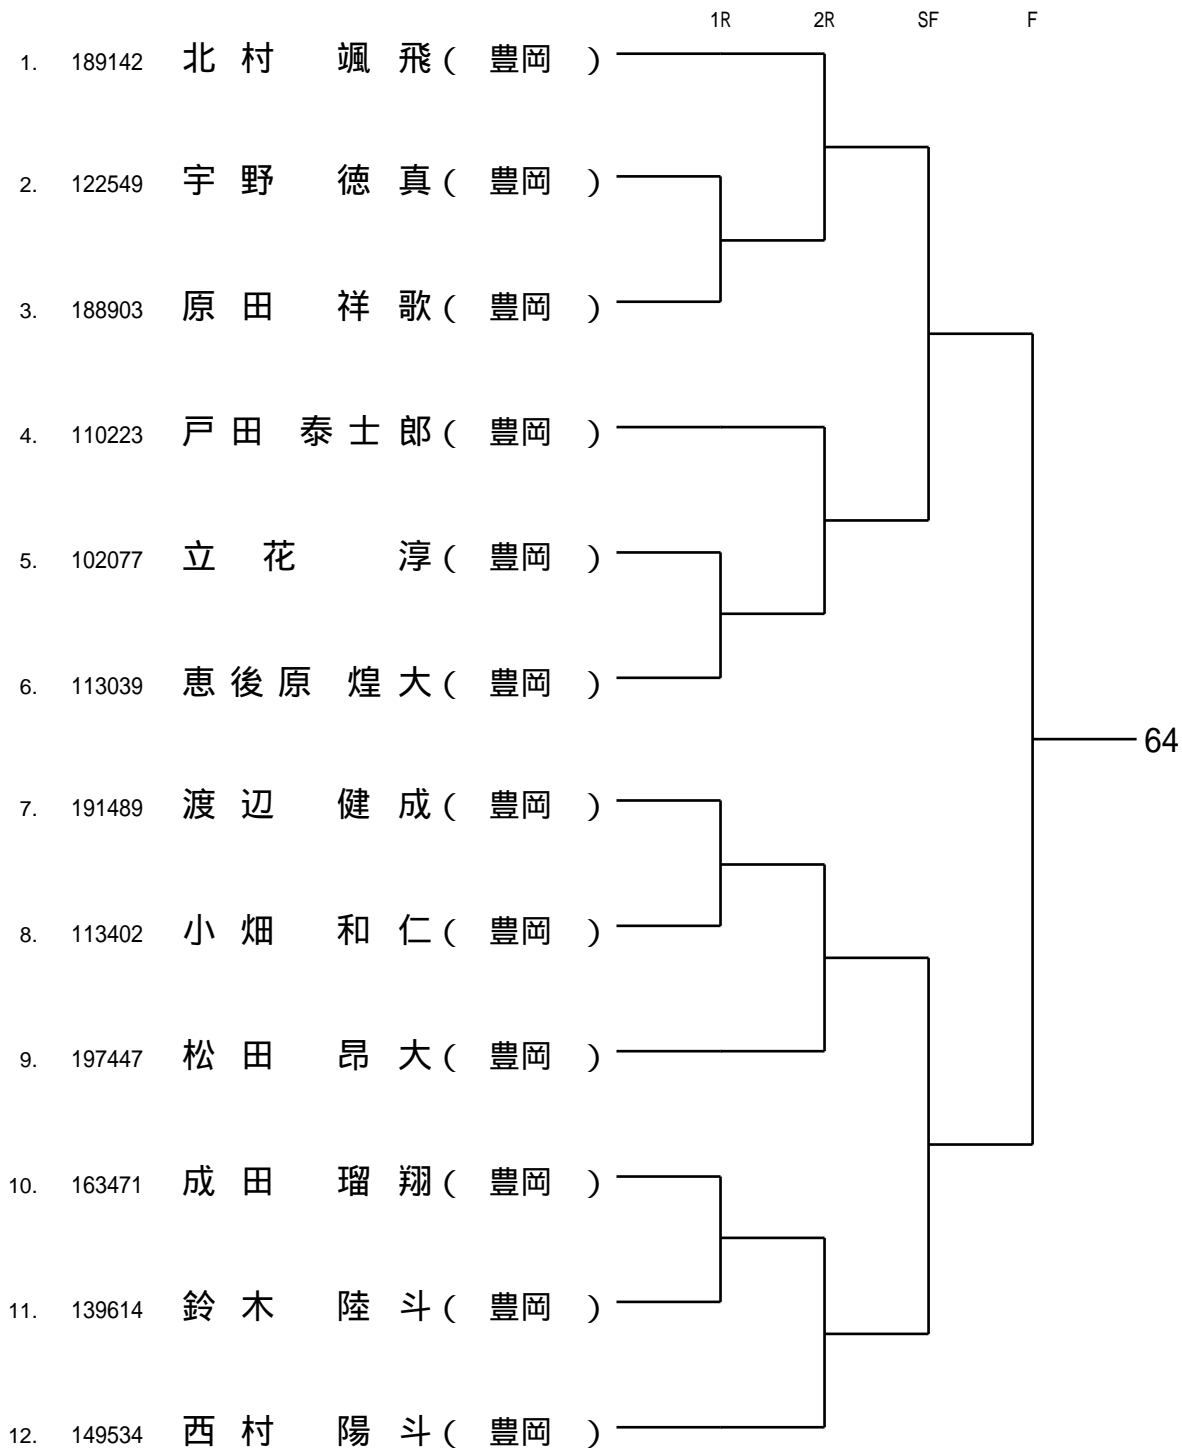 1R 2R SF F
1. 189142 北村 颯飛( 豊岡 )
2. 122549 宇野 徳真( 豊岡 )
3. 188903 原田 祥歌( 豊岡 )
4. 110223 戸田 泰士郎( 豊岡 )
5. 102077 立花 淳( 豊岡 )
6. 113039 恵後原 煌大( 豊岡 )
64
7. 191489 渡辺 健成( 豊岡 )
8. 113402 小畑 和仁( 豊岡 )
9. 197447 松田 昂大( 豊岡 )
10. 163471 成田 瑠翔( 豊岡 )
11. 139614 鈴木 陸斗( 豊岡 )
12. 149534 西村 陽斗( 豊岡 )